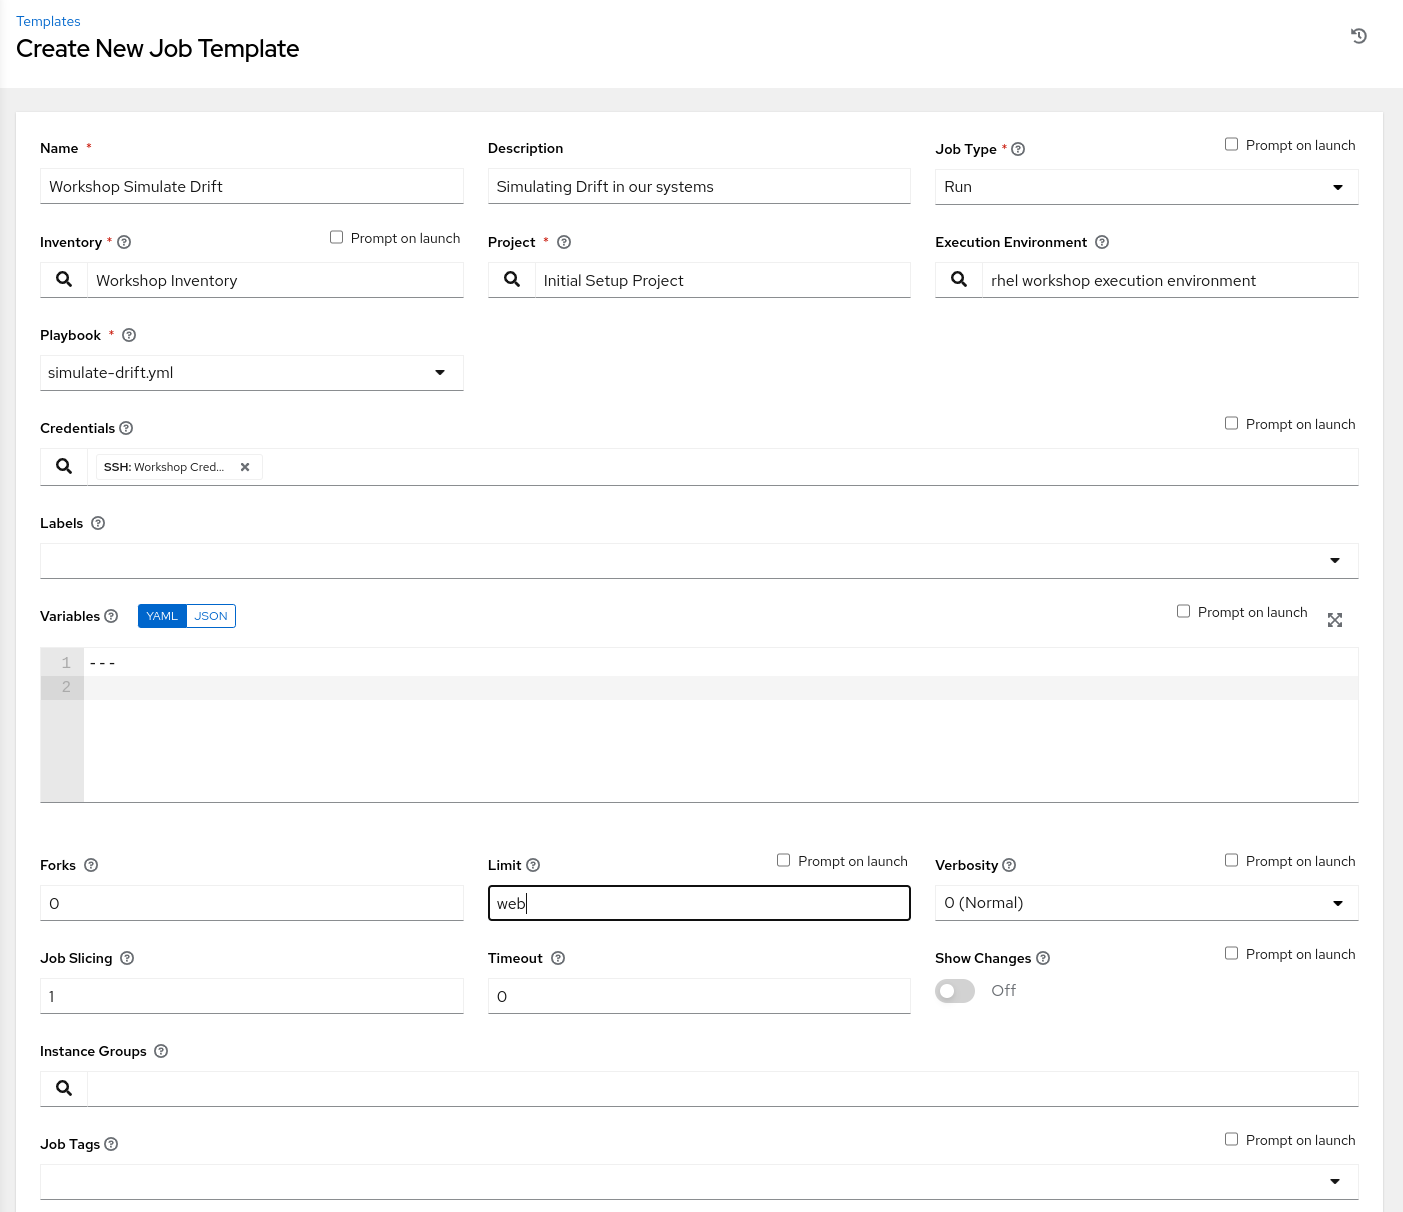 Templates
Create New Job Template
Name *
Description
Job Type *
Prompt on launch
Workshop Simulate Drift
Simulating Drift in our systems
Run
Inventory *
Prompt on launch
Project *
Execution Environment
Workshop Inventory
Initial Setup Project
rhel workshop execution environment
Playbook *
simulate-drift.yml
Credentials
Prompt on launch
SSH: Workshop Cred...
Labels
Variables
YAML
JSON
Prompt on launch
1 ---
2
Forks
Limit
Prompt on launch
Verbosity
Prompt on launch
0
web
0 (Normal)
Job Slicing
Timeout
Show Changes
Prompt on launch
1
0
Off
Instance Groups
Job Tags
Prompt on launch